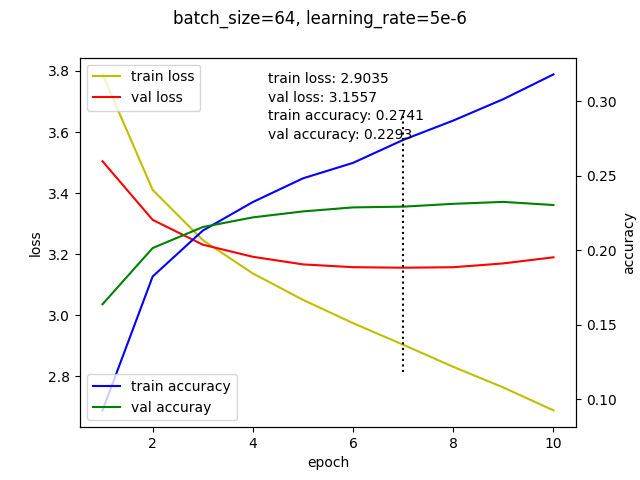 batch_size=64, learning_rate=5e-6
train loss
val loss
train loss: 2.9035
val loss: 3.1557
train accuracy: 0.2741
val accuracy: 0.2293
3.8
3.6
3.4
3.2
3.0
2.8
loss
0.30
0.25
0.20
0.15
0.10
accuracy
train accuracy
val accuray
2 4 6 8 10
epoch